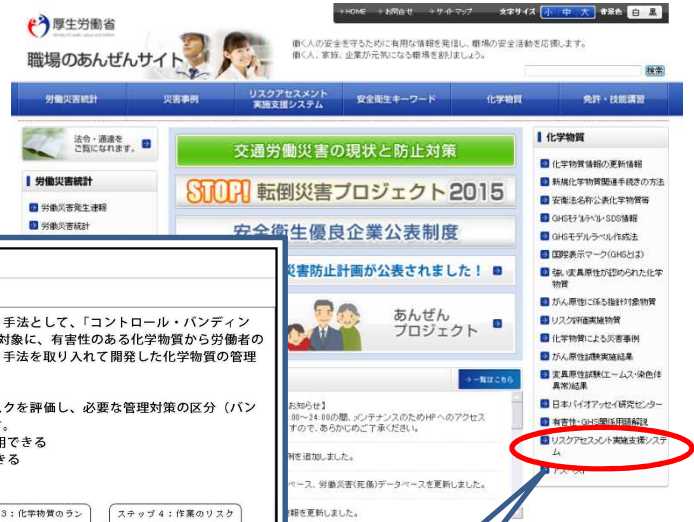 →HOME →お問合せ →サイトマップ 文字サイズ 小 中 大 背景色 白 黒
厚生労働省
職場のあんぜんサイト
働く人の安全を守るために有用な情報を発信し、職場の安全活動を応援します。
働く人、家族、企業が元気になる職場を創りましょう。
検索
労働災害統計
災害事例
リスクアセスメント
実施支援システム
安全衛生キーワード
化学物質
免許・技能講習
法令・通達を
ご覧になれます。
労働災害統計
労働災害発生速報
労働災害統計
交通労働災害の現状と防止対策
STOP! 転倒災害プロジェクト2015
安全衛生優良企業公表制度
災害防止計画が公表されました!
あんぜん
プロジェクト
→一覧はこちら
お知らせ】
:00~24:00の間、メンテナンスのためHPへのアクセス
すので、あらかじめご了承ください。
例を追加しました。
ベース、労働災害(死傷)データベースを更新しました。
報を更新しました。
化学物質
化学物質情報の更新情報
新規化学物質関連手続きの方法
安衛法名称公表化学物質等
GHSモデルラベル・SDS情報
GHSモデルラベル作成法
国際表示マーク(GHSとは)
強い変異原性が認められた化学
物質
がん原性に係る指針対象物質
リスク評価実施物質
化学物質による災害事例
がん原性試験実施結果
変異原性試験(エームス・染色体
異常)結果
日本バイオアッセイ研究センター
有害性・GHS関係用語解説
リスクアセスメント実施支援システ
ム
手法として、「コントロール・バンディン
対象に、有害性のある化学物質から労働者の
手法を取り入れて開発した化学物質の管理
クを評価し、必要な管理対策の区分(バン
す。
用できる
きる
3:化学物質のラン
ステップ4:作業のリスク